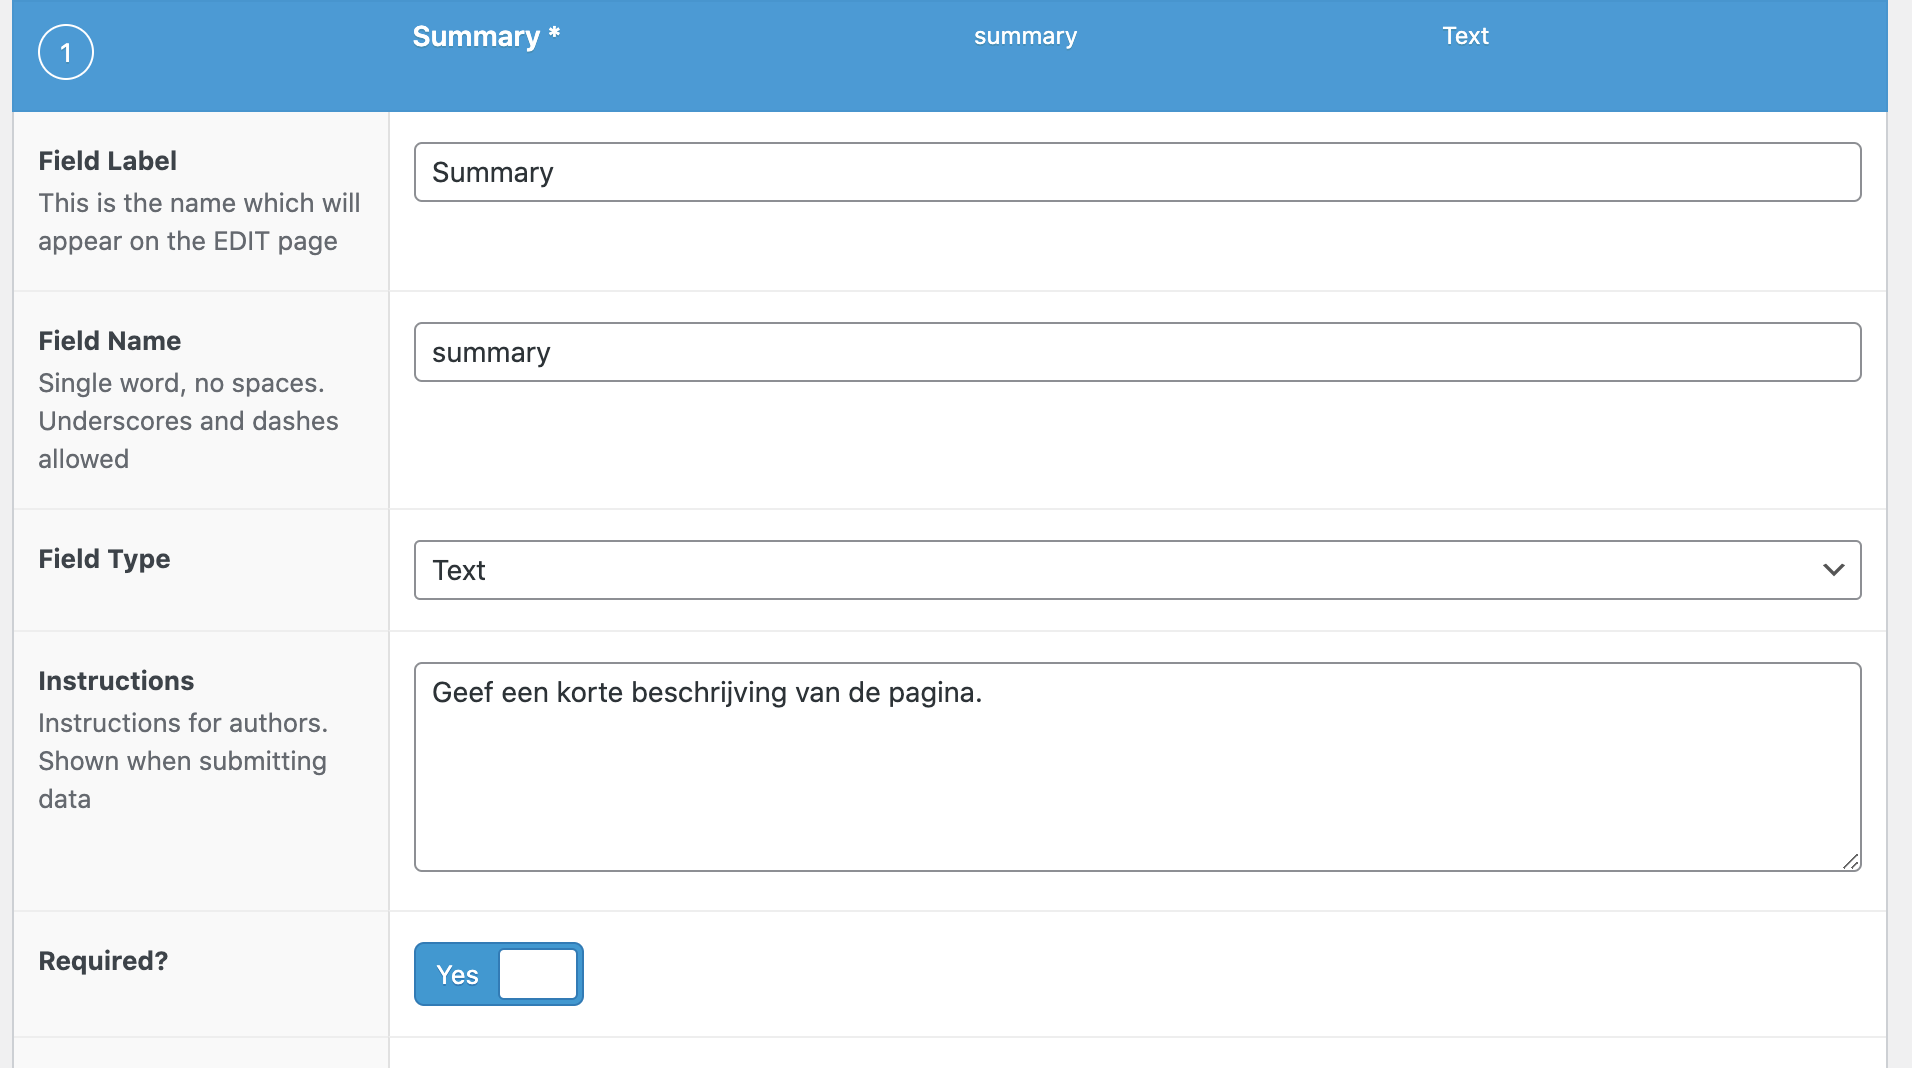 1 Summary * summary Text
Field Label
This is the name which will
appear on the EDIT page
Summary
Field Name
Single word, no spaces.
Underscores and dashes
allowed
summary
Field Type
Text
Instructions
Instructions for authors.
Shown when submitting
data
Geef een korte beschrijving van de pagina.
Required?
Yes